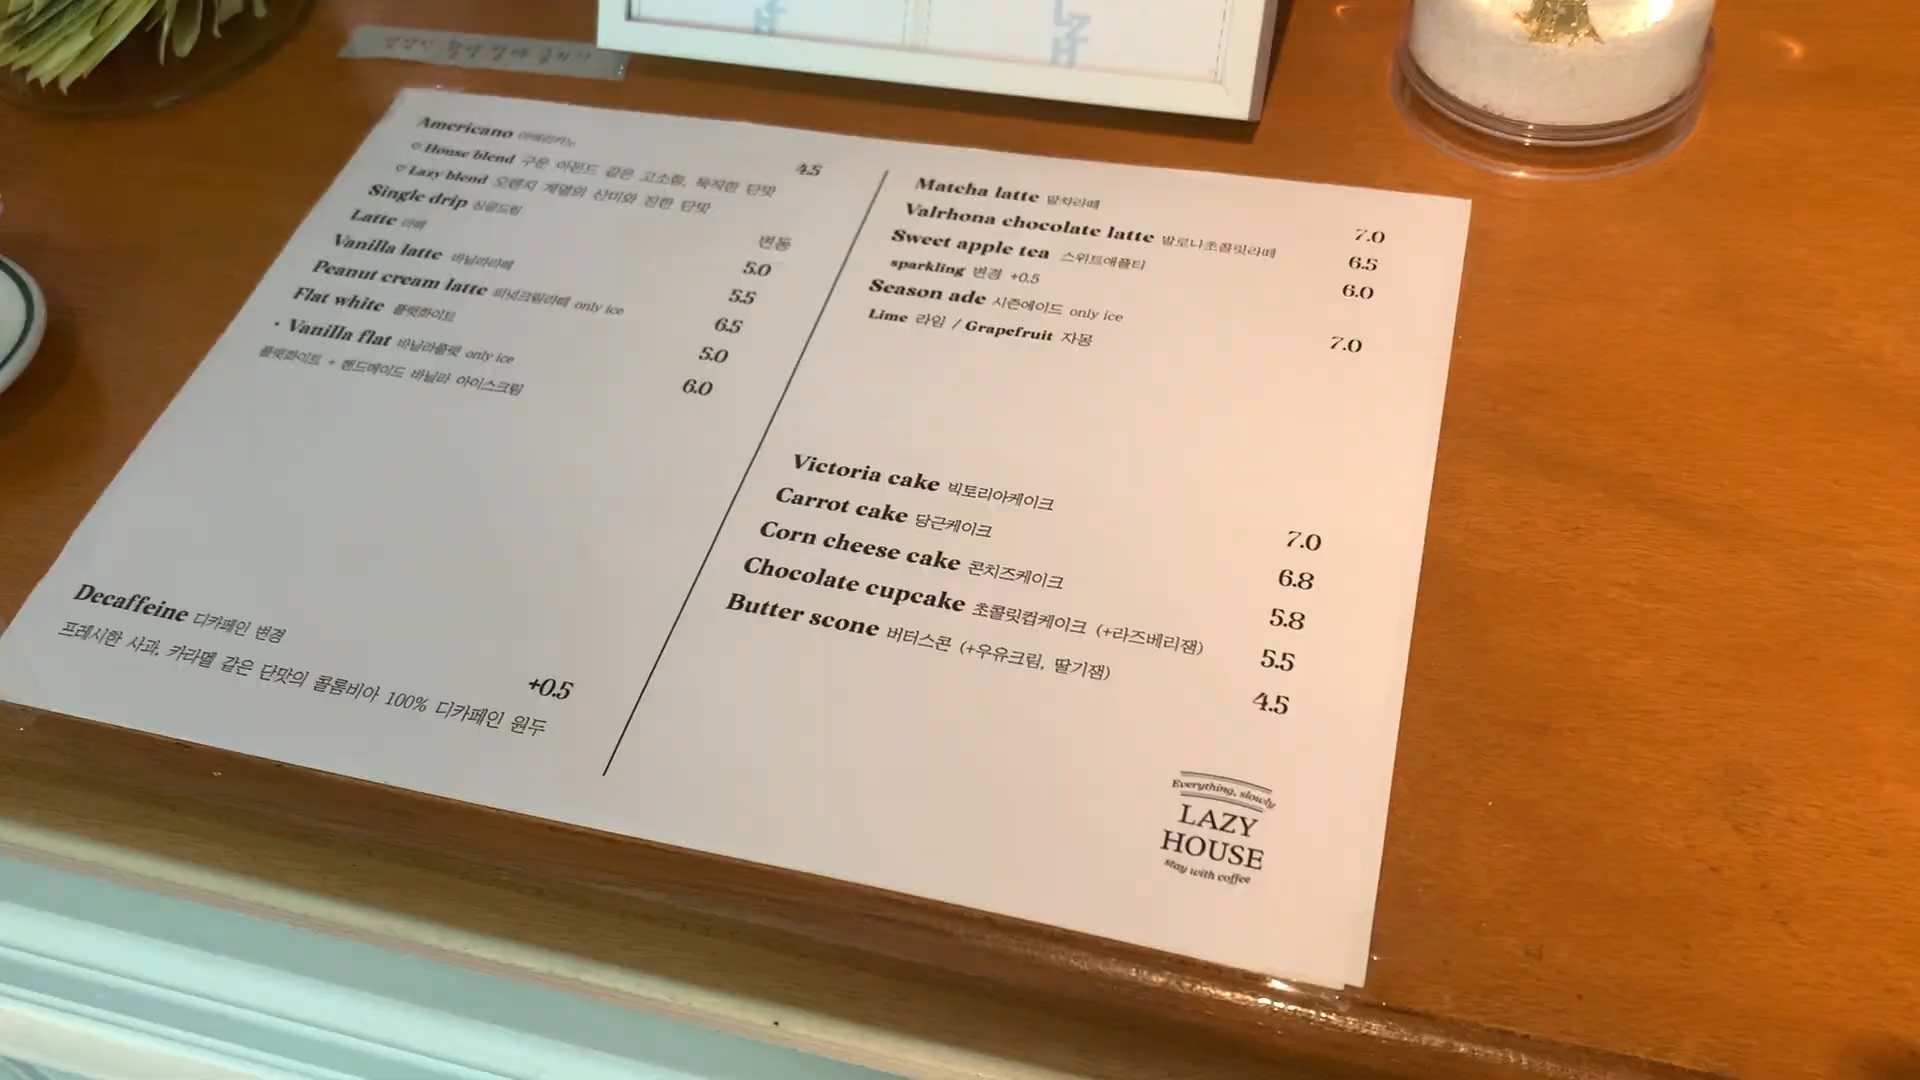 Americano 아메리카노 4.5
House blend 구운 아몬드 같은 고소함, 묵직한 단맛
Lazy blend 오렌지 계열의 산미와 진한 단맛
Single drip 싱글드립 변동
Latte 라떼 5.0
Vanilla latte 바닐라라떼 5.5
Peanut cream latte 피넛크림라떼 only ice 6.5
Flat white 플랫화이트 5.0
· Vanilla flat 바닐라플랫 only ice 6.0
플랫화이트 + 핸드메이드 바닐라 아이스크림
Decaffeine 디카페인 변경 +0.5
프레시한 사과, 카라멜 같은 단맛의 콜롬비아 100% 디카페인 원두
Matcha latte 말차라떼 7.0
Valrhona chocolate latte 발로나초콜릿라떼 6.5
Sweet apple tea 스위트애플티 6.0
sparkling 변경 +0.5
Season ade 시즌에이드 only ice 7.0
Lime 라임 / Grapefruit 자몽
Victoria cake 빅토리아케이크 7.0
Carrot cake 당근케이크 6.8
Corn cheese cake 콘치즈케이크 5.8
Chocolate cupcake 초콜릿컵케이크 (+라즈베리잼) 5.5
Butter scone 버터스콘 (+우유크림, 딸기잼) 4.5
Everything, slowly
LAZY
HOUSE
stay with coffee